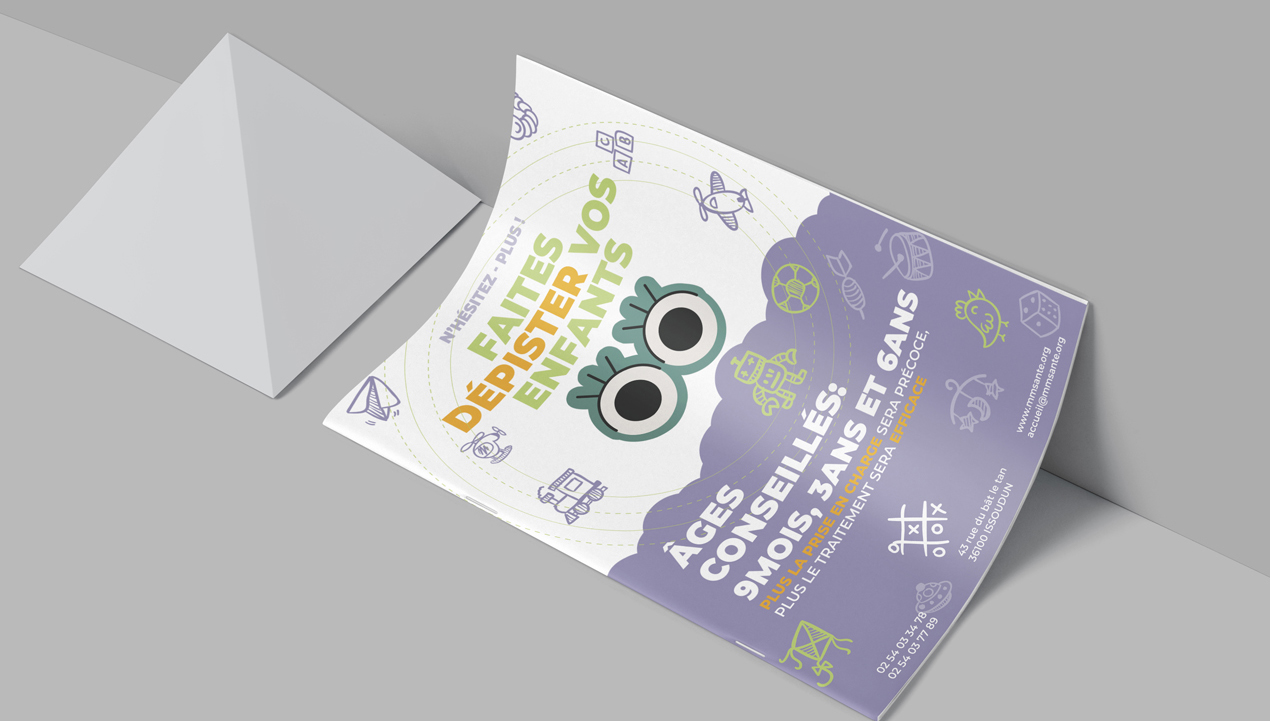 N'HÉSITEZ - PLUS !
FAITES
DÉPISTER VOS
ENFANTS
C
A B
ÂGES
CONSEILLÉS:
9MOIS, 3ANS ET 6ANS
PLUS LA PRISE EN CHARGE SERA PRÉCOCE,
PLUS LE TRAITEMENT SERA EFFICACE
www.mmsante.org
accueil@mmsante.org
43 rue du bât le tan
36100 ISSOUDUN
02 54 03 34 78
02 54 03 77 89